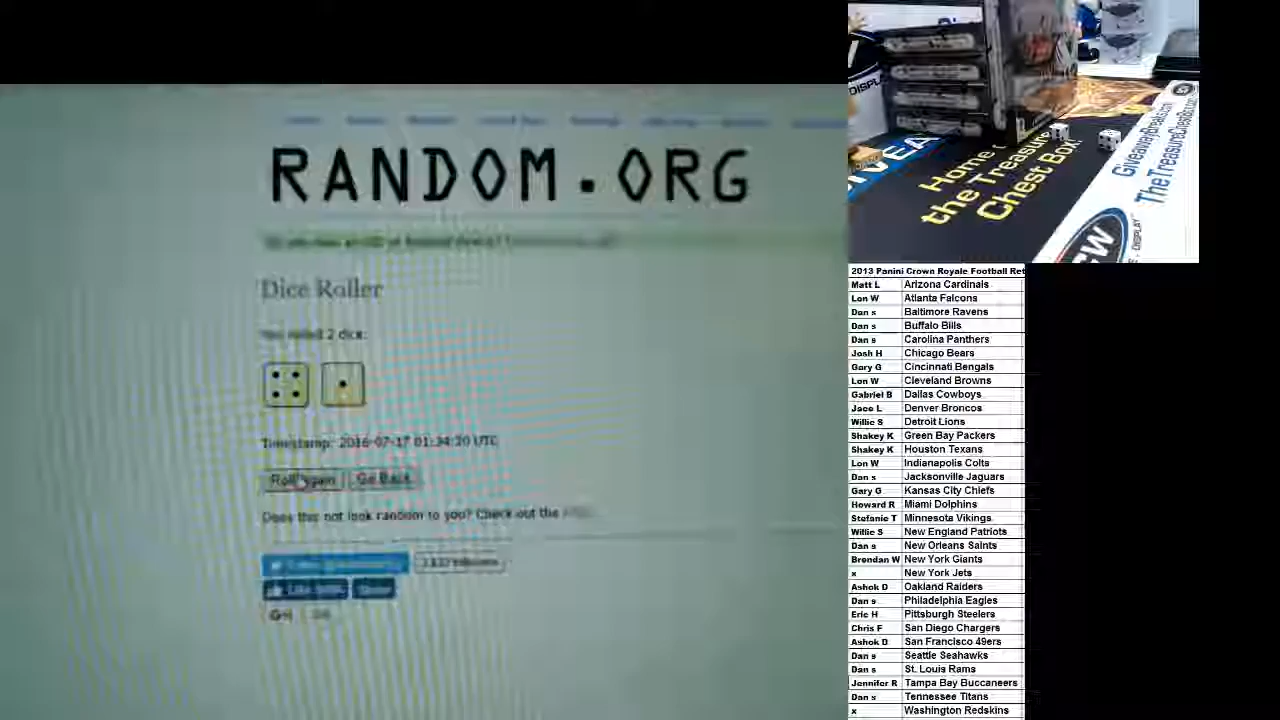 RANDOM.ORG
Dice Roller
You rolled 2 dice:
Timestamp: 2016-07-17 01:34:20 UTC
Roll Again Go Back
Does this not look random to you? Check out the
DISPL
Home
the Treasure
Chest Box!
GiveawayBreaks.com
TheTreasureChestBox.com
2013 Panini Crown Royale Football Ret
Matt L Arizona Cardinals
Lon W Atlanta Falcons
Dan s Baltimore Ravens
Dan s Buffalo Bills
Dan s Carolina Panthers
Josh H Chicago Bears
Gary G Cincinnati Bengals
Lon W Cleveland Browns
Gabriel B Dallas Cowboys
Jace L Denver Broncos
Willie S Detroit Lions
Shakey K Green Bay Packers
Shakey K Houston Texans
Lon W Indianapolis Colts
Dan s Jacksonville Jaguars
Gary G Kansas City Chiefs
Howard R Miami Dolphins
Stefanie T Minnesota Vikings
Willie S New England Patriots
Dan s New Orleans Saints
Brendan W New York Giants
x New York Jets
Ashok D Oakland Raiders
Dan s Philadelphia Eagles
Eric H Pittsburgh Steelers
Chris F San Diego Chargers
Ashok D San Francisco 49ers
Dan s Seattle Seahawks
Dan s St. Louis Rams
Jennifer R Tampa Bay Buccaneers
Dan s Tennessee Titans
x Washington Redskins